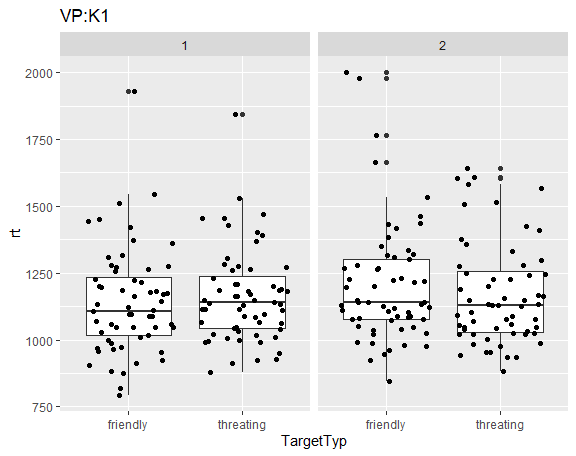 VP:K1
1
2
rt
2000
1750
1500
1250
1000
750
friendly
threating
friendly
threating
TargetTyp